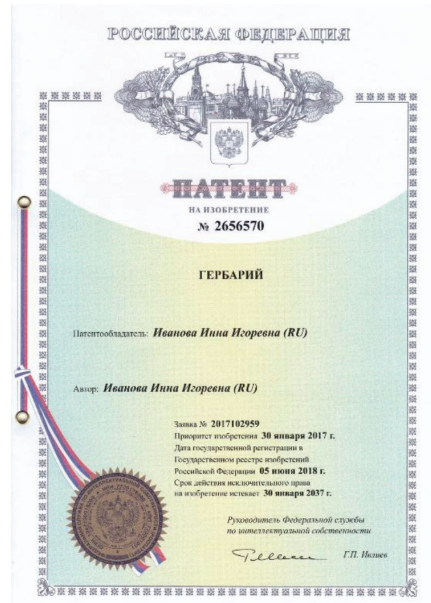 РОССИЙСКАЯ ФЕДЕРАЦИЯ
ПАТЕНТ
НА ИЗОБРЕТЕНИЕ
№ 2656570
ГЕРБАРИЙ
Патентообладатель: Иванова Инна Игоревна (RU)
Автор: Иванова Инна Игоревна (RU)
Заявка № 2017102959
Приоритет изобретения 30 января 2017 г.
Дата государственной регистрации в
Государственном реестре изобретений
Российской Федерации 05 июня 2018 г.
Срок действия исключительного права
на изобретение истекает 30 января 2037 г.
Руководитель Федеральной службы
по интеллектуальной собственности
Г.П. Ивлиев